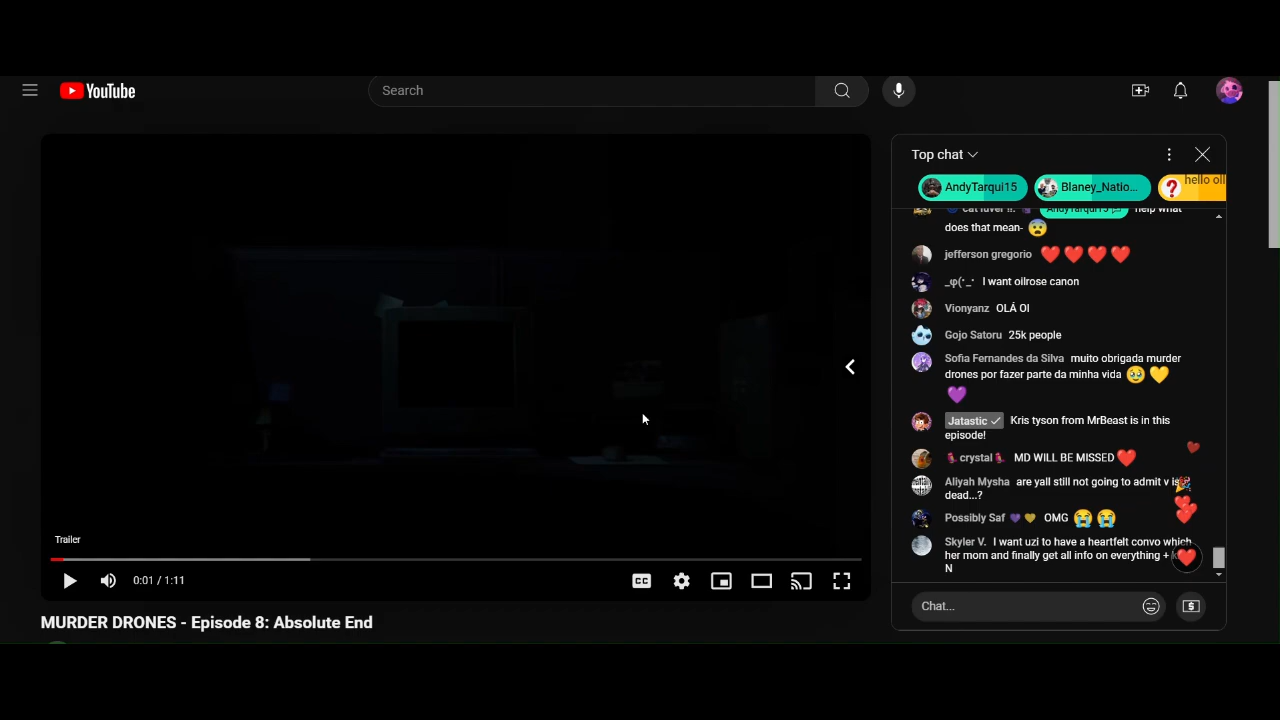 YouTube
Search
Top chat
AndyTarqui15
Blaney_Natio...
hello oli
does that mean-
jefferson gregorio
I want oilrose canon
Vionyanz OLÁ OI
Gojo Satoru 25k people
Sofia Fernandes da Silva muito obrigada murder
drones por fazer parte da minha vida
Jatastic Kris tyson from MrBeast is in this
episode!
crystal MD WILL BE MISSED
Aliyah Mysha are yall still not going to admit v is
dead...?
Possibly Saf OMG
Skyler V. I want uzi to have a heartfelt convo which
her mom and finally get all info on everything +
N
Chat...
Trailer
0:01 / 1:11
CC
MURDER DRONES - Episode 8: Absolute End